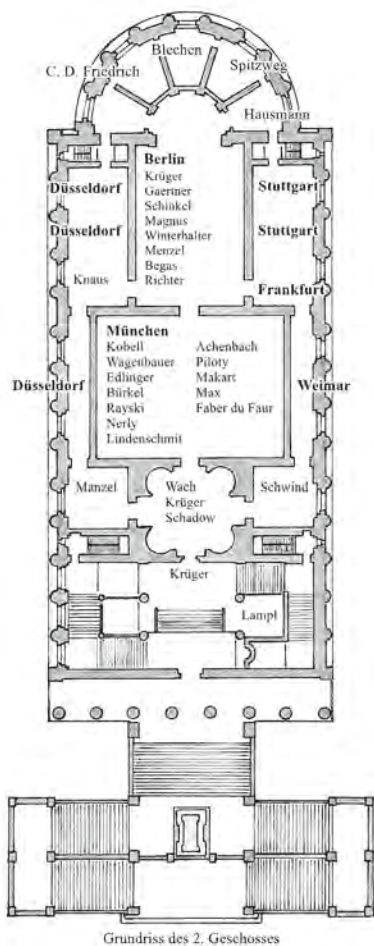 Blechen
C. D. Friedrich
Spitzweg
Hausmann
Berlin
Krüger
Gaertner
Schinkel
Magnus
Winterhalter
Menzel
Begas
Richter
Düsseldorf
Düsseldorf
Stuttgart
Stuttgart
Knaus
Frankfurt
München
Kobell
Wagenbauer
Edlinger
Bürkel
Rayski
Nerly
Lindenschmit
Achenbach
Piloty
Makart
Max
Faber du Faur
Düsseldorf
Weimar
Manzel
Wach
Krüger
Schadow
Schwind
Krüger
Lampl
Grundriss des 2. Geschosses